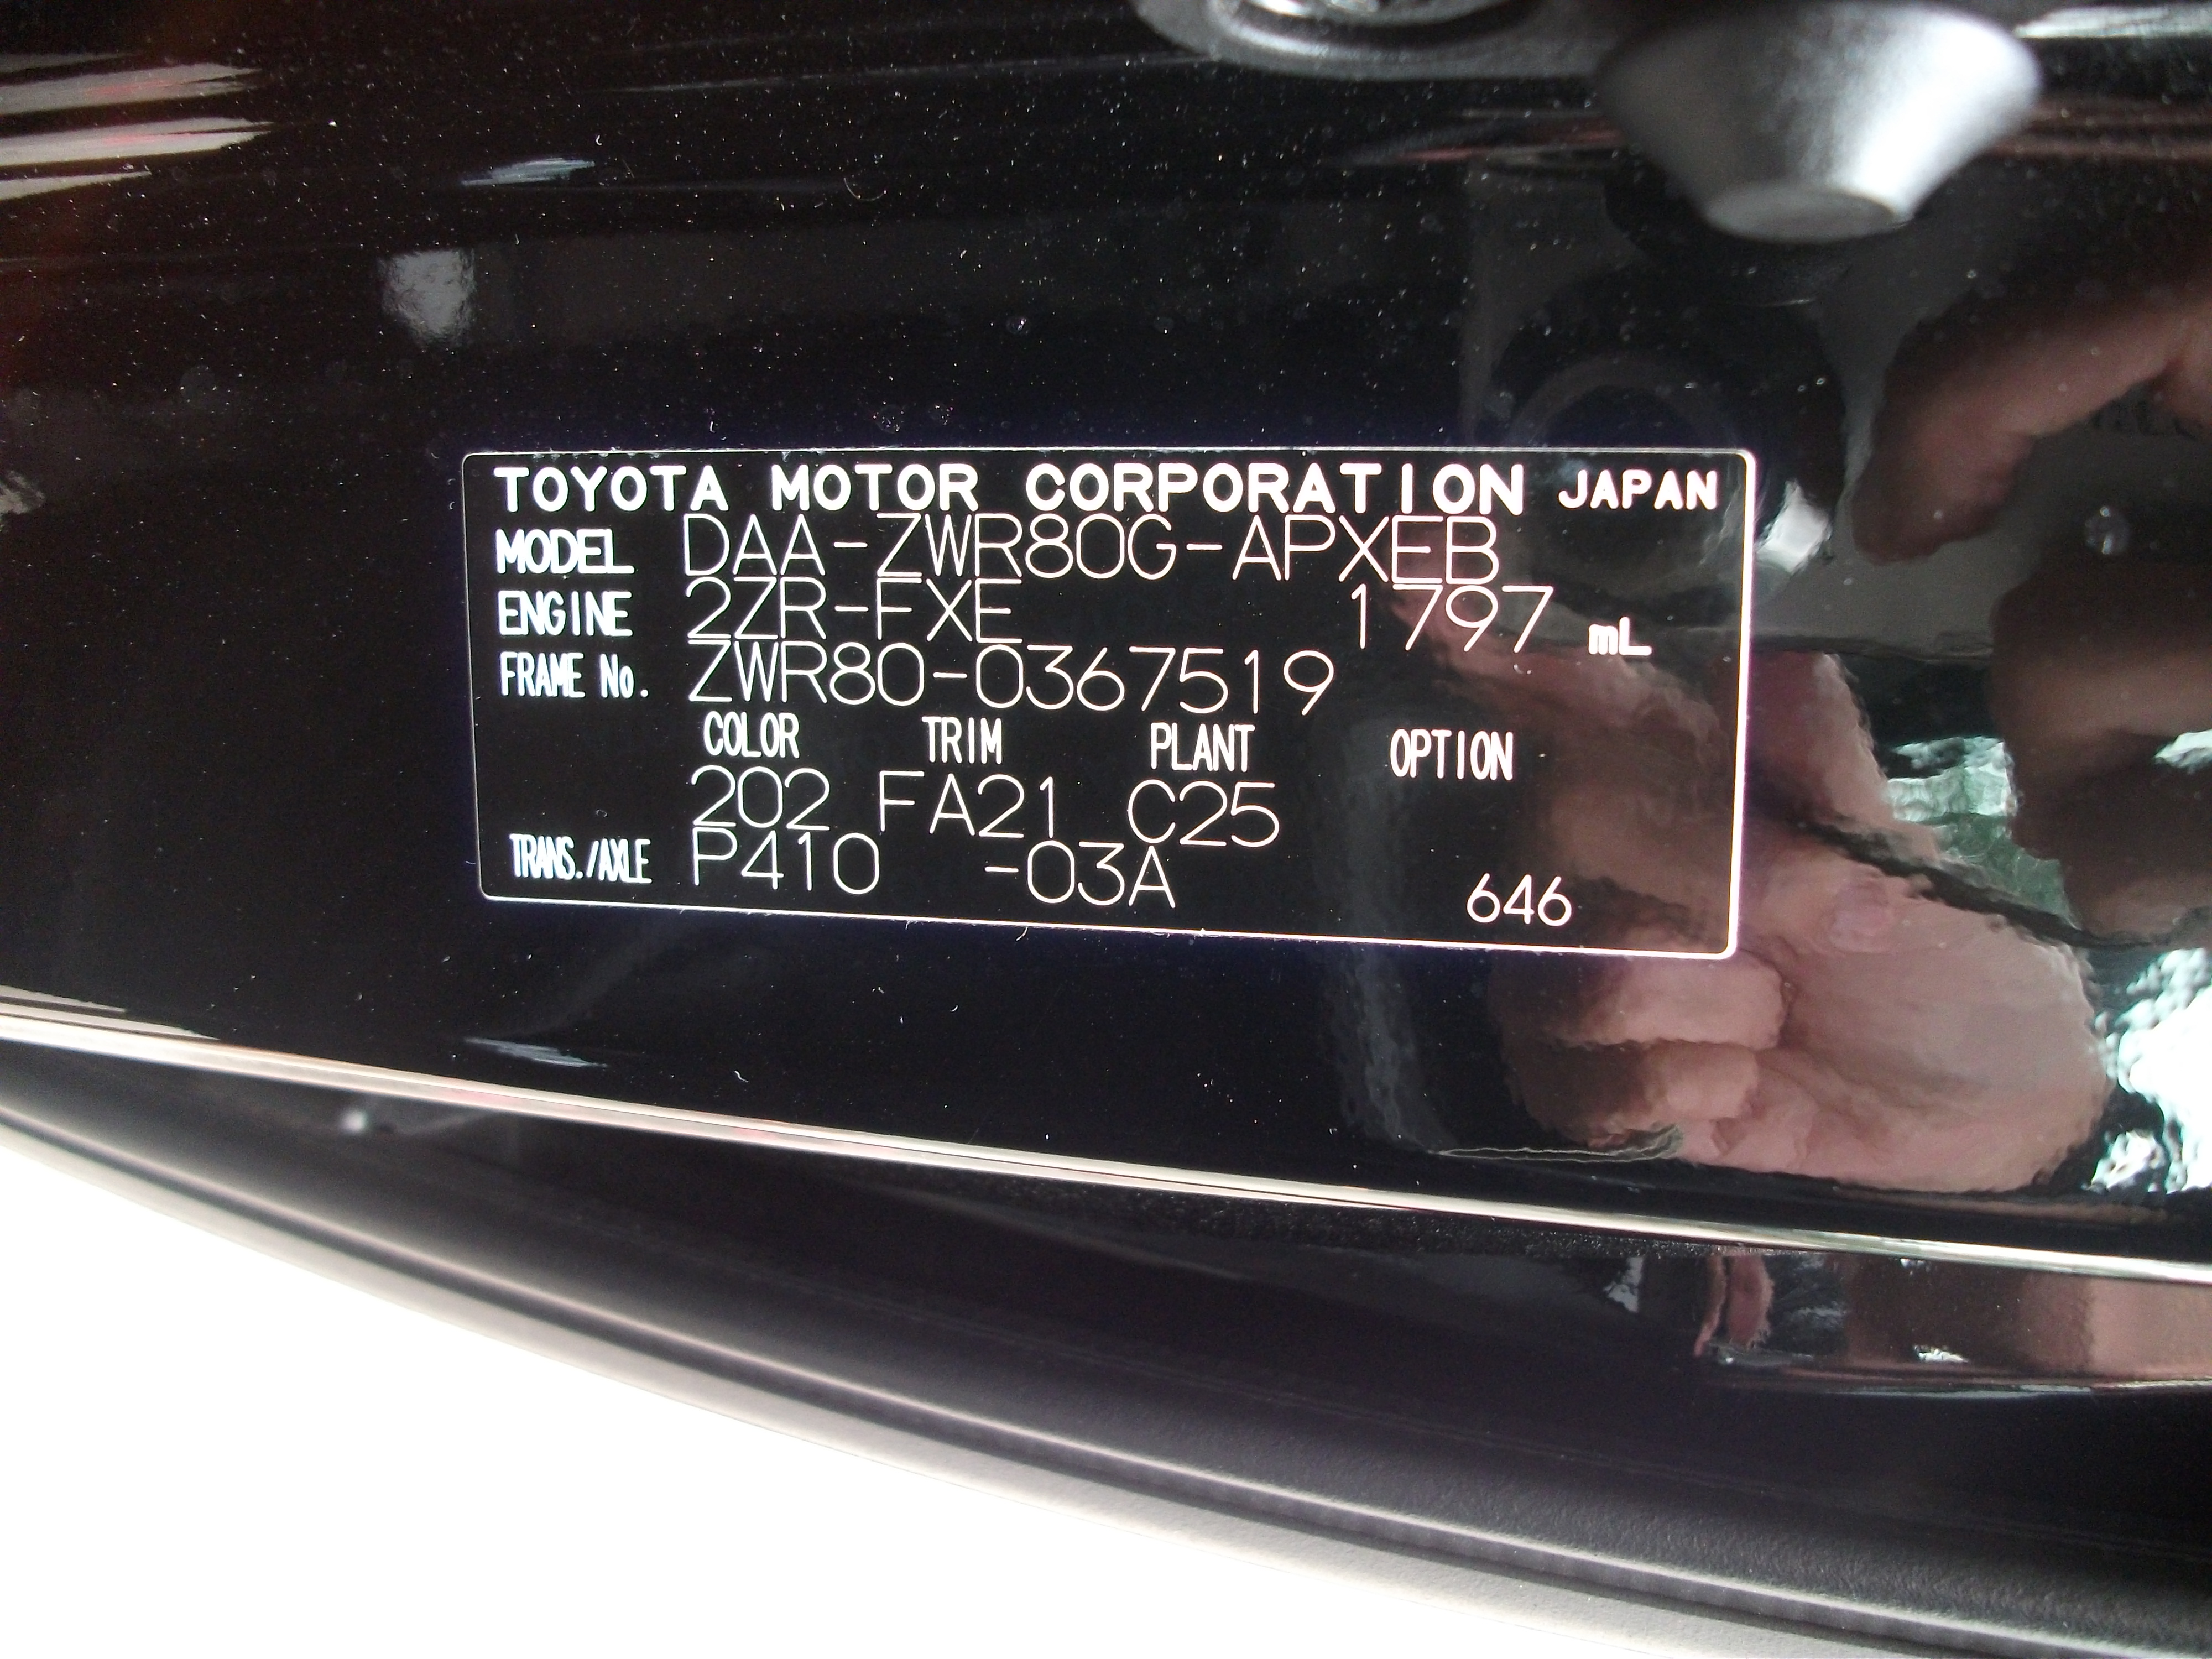 TOYOTA MOTOR CORPORATION JAPAN
MODEL DAA-ZWR80G-APXEB
ENGINE 2ZR-FXE 1797 mL
FRAME No. ZWR80-0367519
COLOR TRIM PLANT OPTION
202 FA21 C25
TRANS./AXLE P410 -03A 646